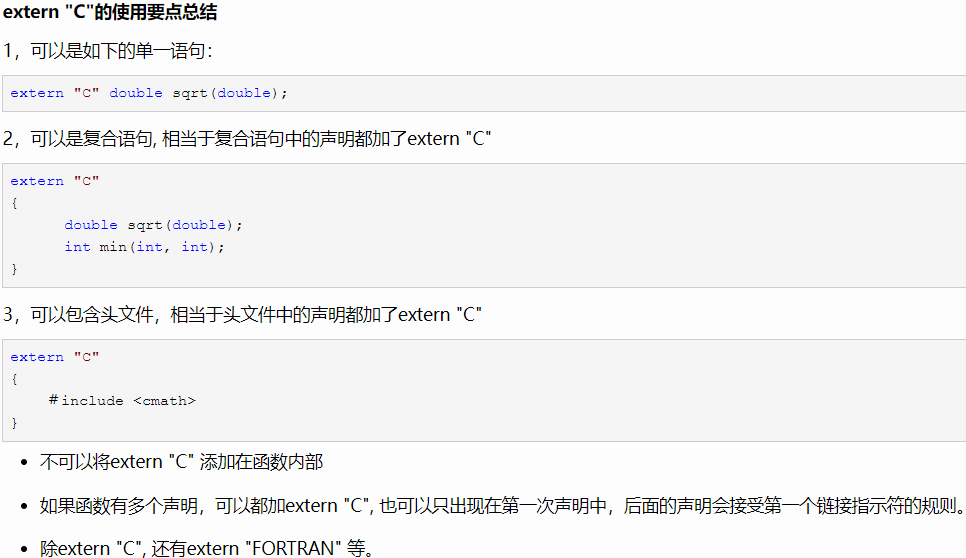 extern "C"的使用要点总结
1，可以是如下的单一语句：
extern "C" double sqrt(double);
2，可以是复合语句, 相当于复合语句中的声明都加了extern "C"
extern "C"
{
      double sqrt(double);
      int min(int, int);
}
3，可以包含头文件，相当于头文件中的声明都加了extern "C"
extern "C"
{
    ＃include <cmath>
}
• 不可以将extern "C" 添加在函数内部
• 如果函数有多个声明，可以都加extern "C", 也可以只出现在第一次声明中，后面的声明会接受第一个链接指示符的规则。
• 除extern "C", 还有extern "FORTRAN" 等。